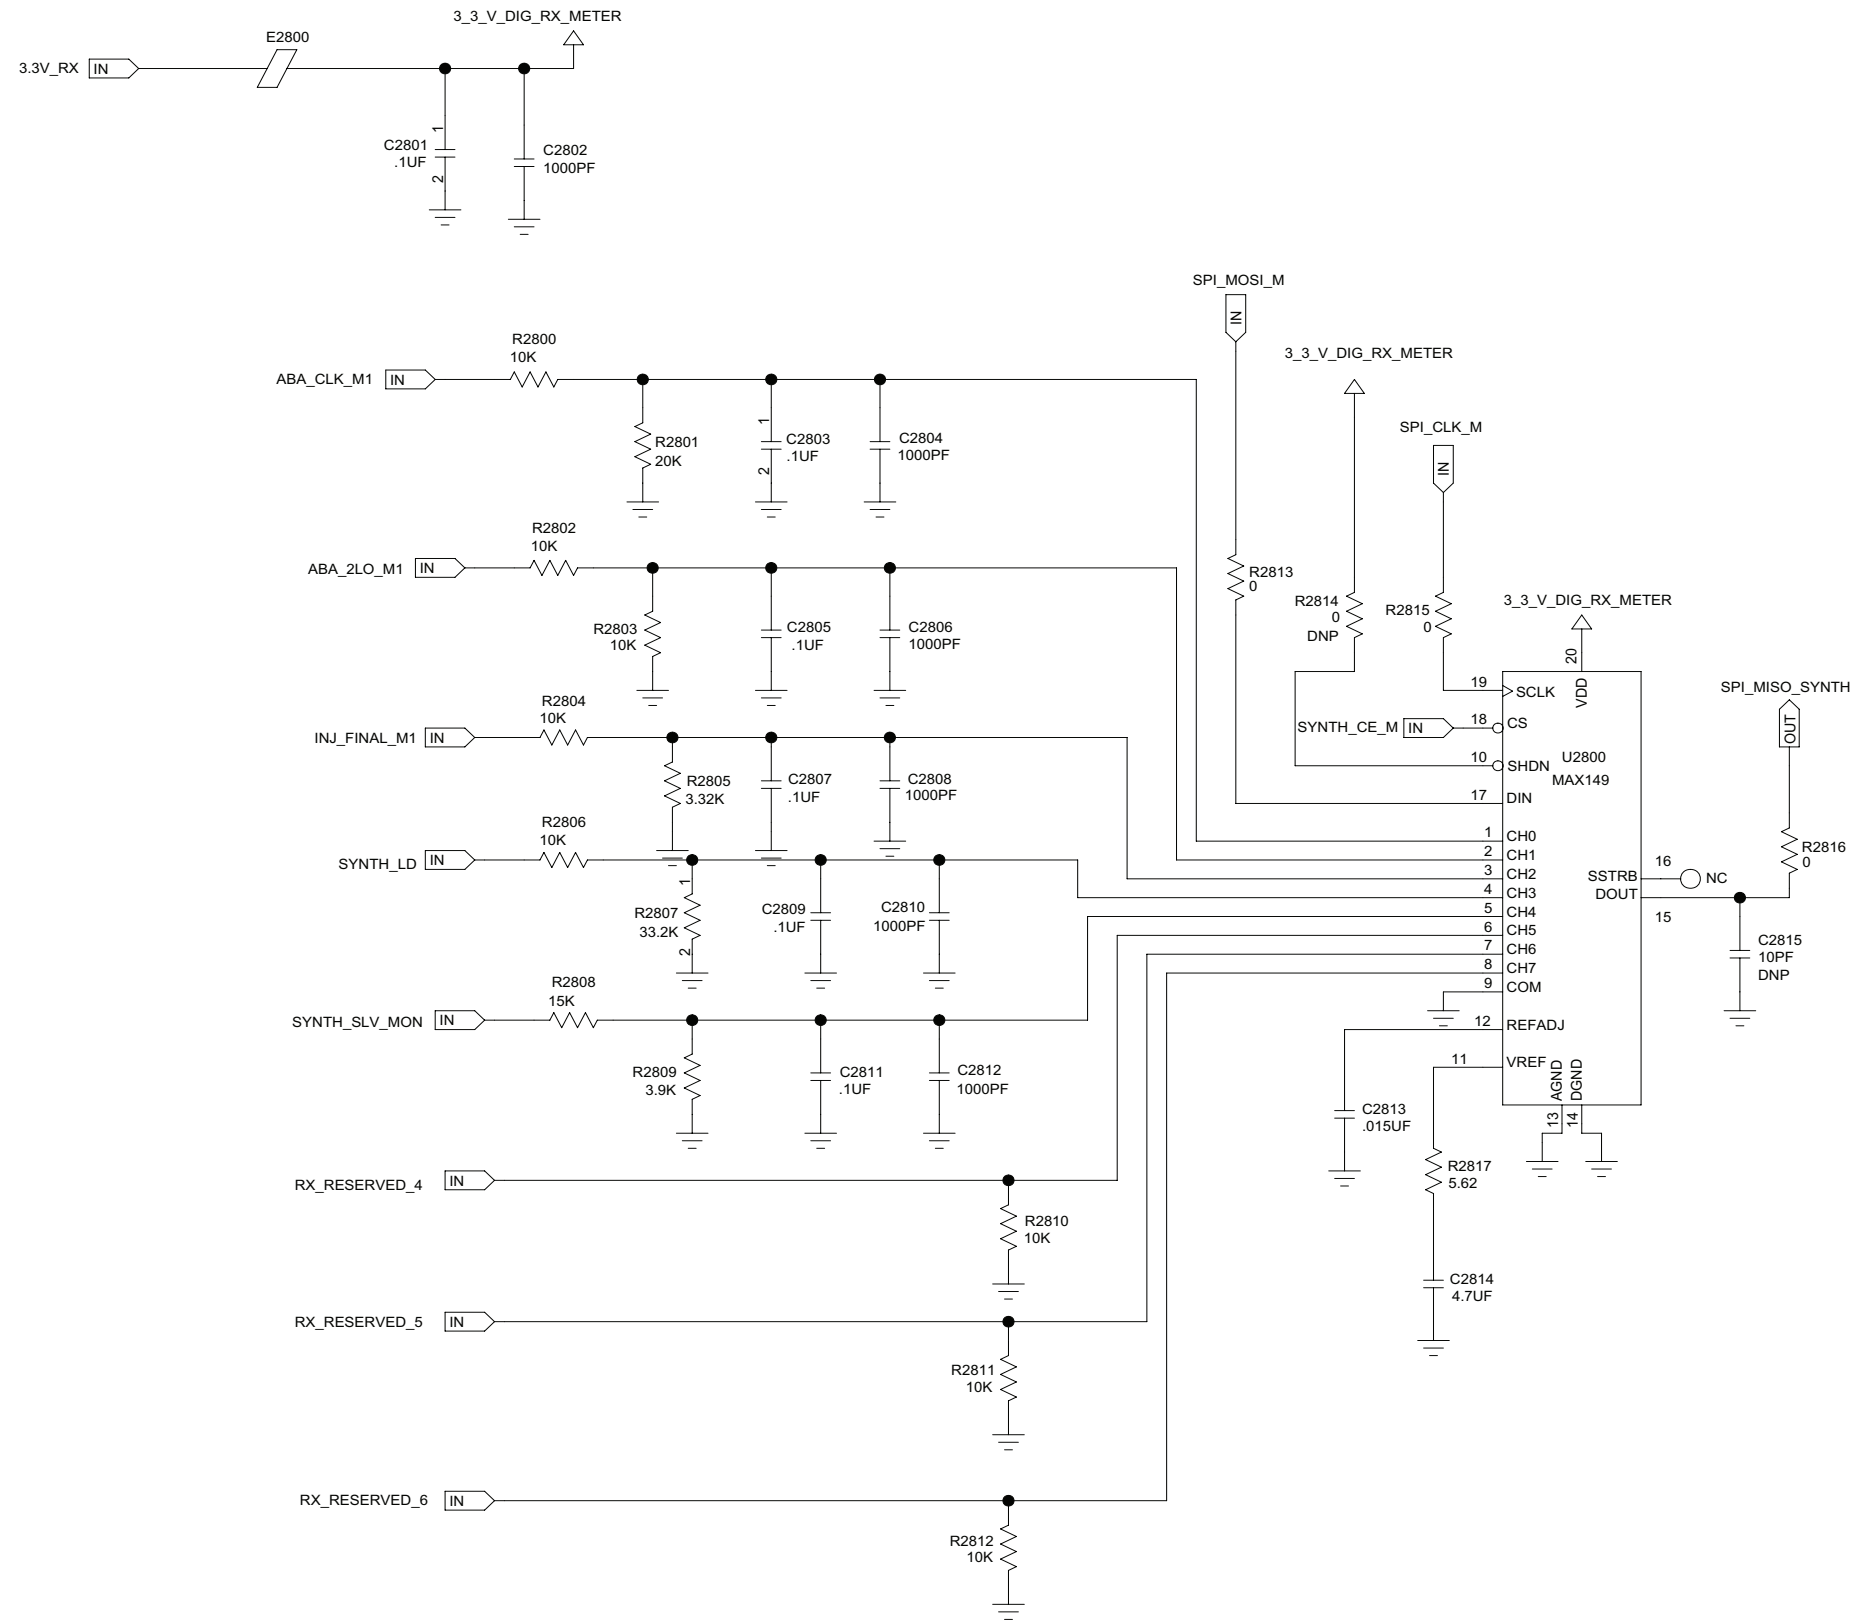 3_3_V_DIG_RX_METER
E2800
3.3V_RX
IN
1
C2801
.1UF
2
C2802
1000PF
SPI_MOSI_M
IN
R2800
10K
ABA_CLK_M1
IN
R2801
20K
1
C2803
.1UF
2
C2804
1000PF
3_3_V_DIG_RX_METER
SPI_CLK_M
IN
R2802
10K
ABA_2LO_M1
IN
R2803
10K
C2805
.1UF
C2806
1000PF
R2813
0
R2814
0
DNP
R2815
0
3_3_V_DIG_RX_METER
20
VDD
SPI_MISO_SYNTH
OUT
R2804
10K
INJ_FINAL_M1
IN
R2805
3.32K
C2807
.1UF
C2808
1000PF
19
SCLK
SYNTH_CE_M
IN
18
CS
10
SHDN
U2800
MAX149
17
DIN
R2806
10K
SYNTH_LD
IN
1
R2807
33.2K
2
C2809
.1UF
C2810
1000PF
1
CH0
2
CH1
3
CH2
4
CH3
5
CH4
6
CH5
7
CH6
8
CH7
9
COM
R2816
0
16
SSTRB
NC
DOUT
15
C2815
10PF
DNP
R2808
15K
SYNTH_SLV_MON
IN
R2809
3.9K
C2811
.1UF
C2812
1000PF
12
REFADJ
11
VREF
AGND
DGND
13
14
C2813
.015UF
R2817
5.62
C2814
4.7UF
RX_RESERVED_4
IN
R2810
10K
RX_RESERVED_5
IN
R2811
10K
RX_RESERVED_6
IN
R2812
10K